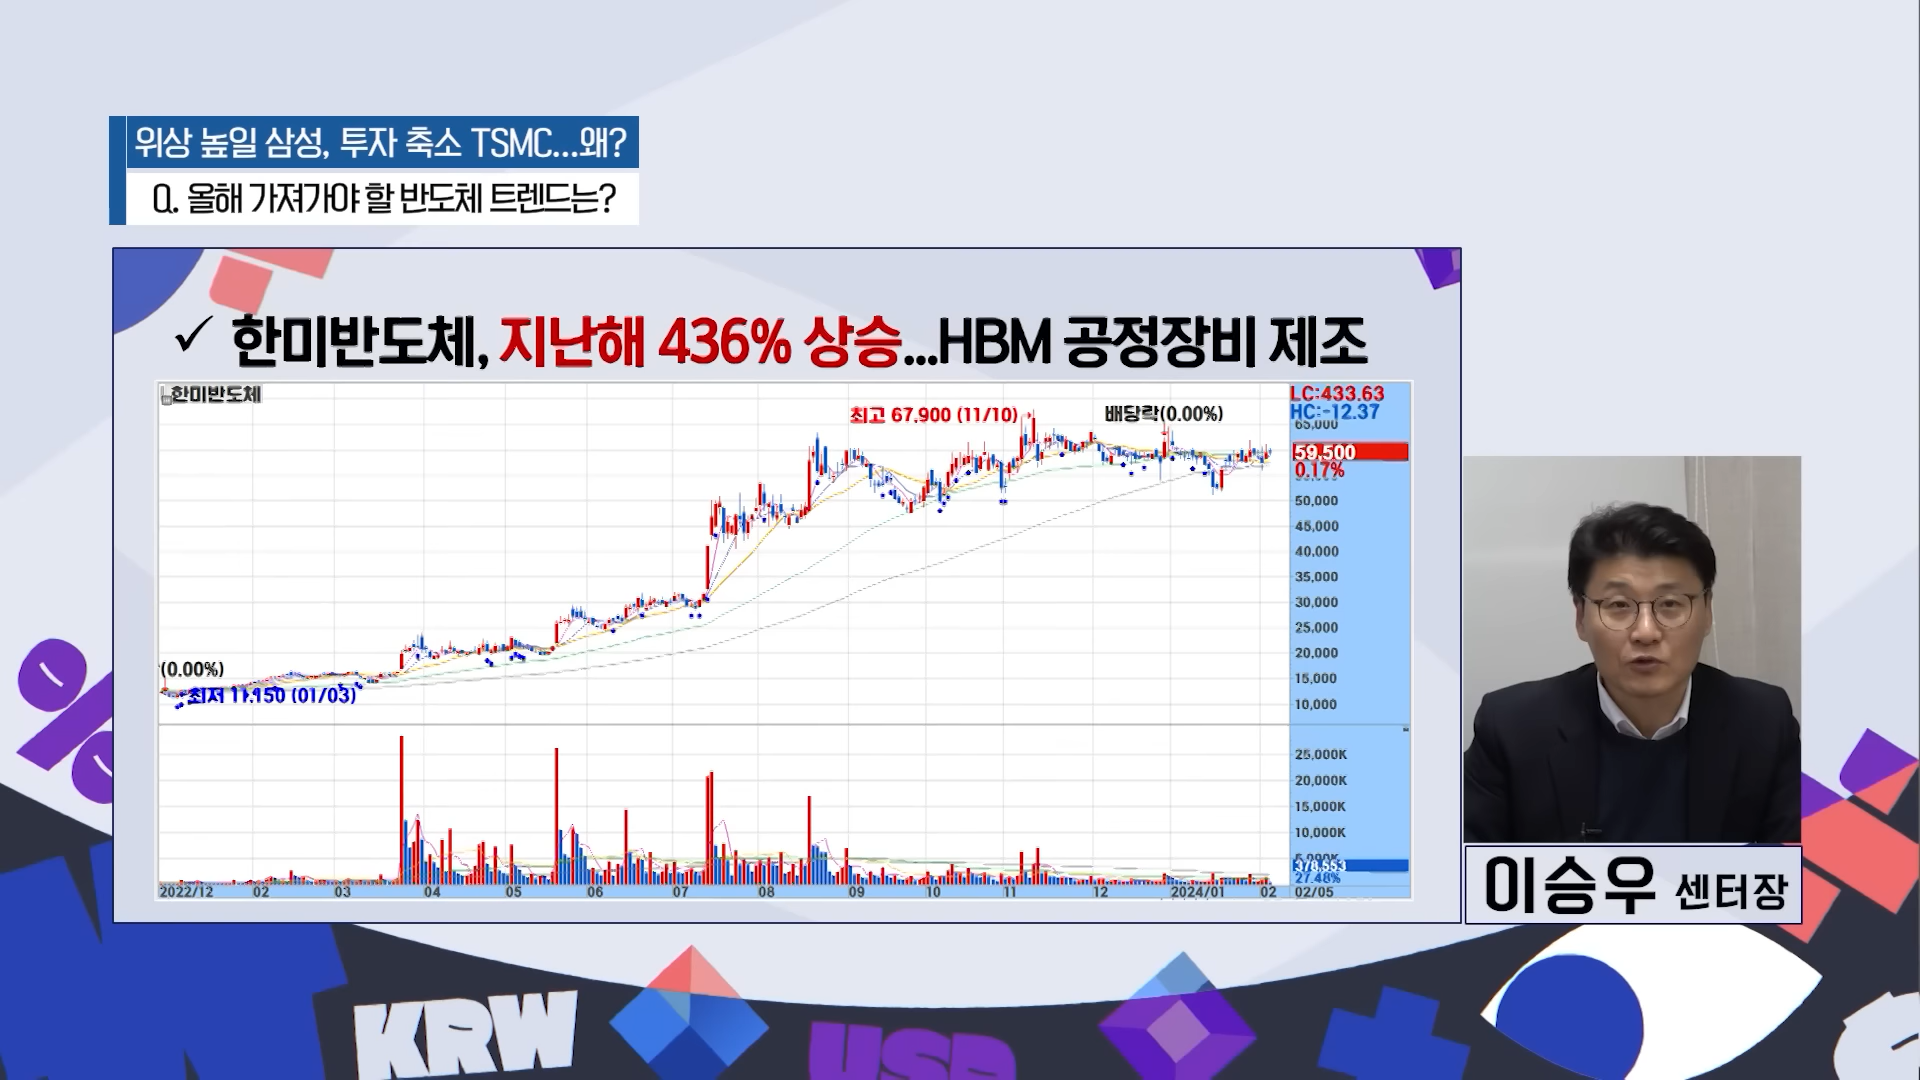 위상 높일 삼성, 투자 축소 TSMC...왜?
Q. 올해 가져가야 할 반도체 트렌드는?
✓ 한미반도체, 지난해 436% 상승...HBM 공정장비 제조
한미반도체
LC:433.63
HC:-12.37
최고 67,900 (11/10)
배당락(0.00%)
65,000
59,500
0.17%
50,000
45,000
40,000
35,000
30,000
25,000
20,000
15,000
10,000
(0.00%)
최저 11,150 (01/03)
25,000K
20,000K
15,000K
10,000K
5,000K
378,553
27.48%
2022/12 02 03 04 05 06 07 08 09 10 11 12 2024/01 02 02/05
이승우 센터장
KRW
USD